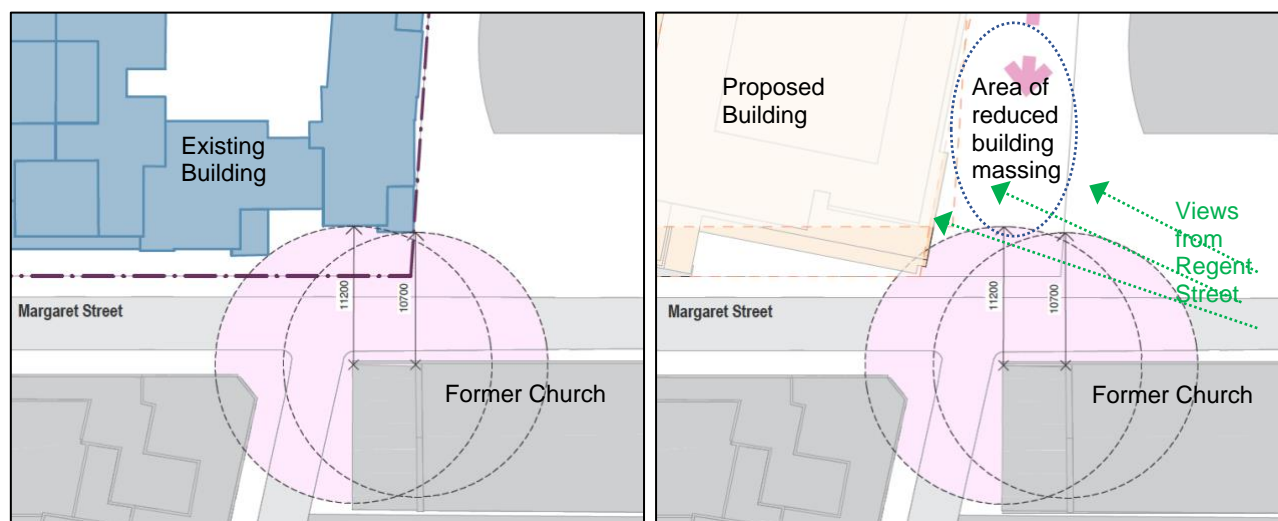 Existing
Building
11200
10700
Margaret Street
Former Church
Proposed
Building
Area of
reduced
building
massing
Views
from
Regent
Street
11200
10700
Margaret Street
Former Church